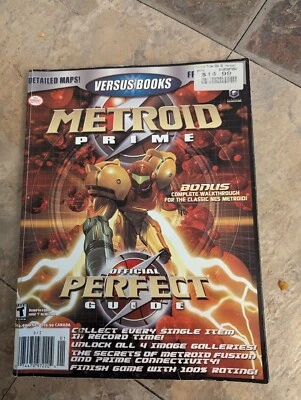 DETAILED MAPS!
VERSUS BOOKS
$14.99
METROID
PRIME
BONUS
COMPLETE WALKTHROUGH
FOR THE CLASSIC NES METROID!
OFFICIAL
PERFECT
GUIDE
COLLECT EVERY SINGLE ITEM
IN RECORD TIME!
UNLOCK ALL 4 IMAGE GALLERIES!
THE SECRETS OF METROID FUSION
AND PRIME CONNECTIVITY!
FINISH GAME WITH 100% RATING!